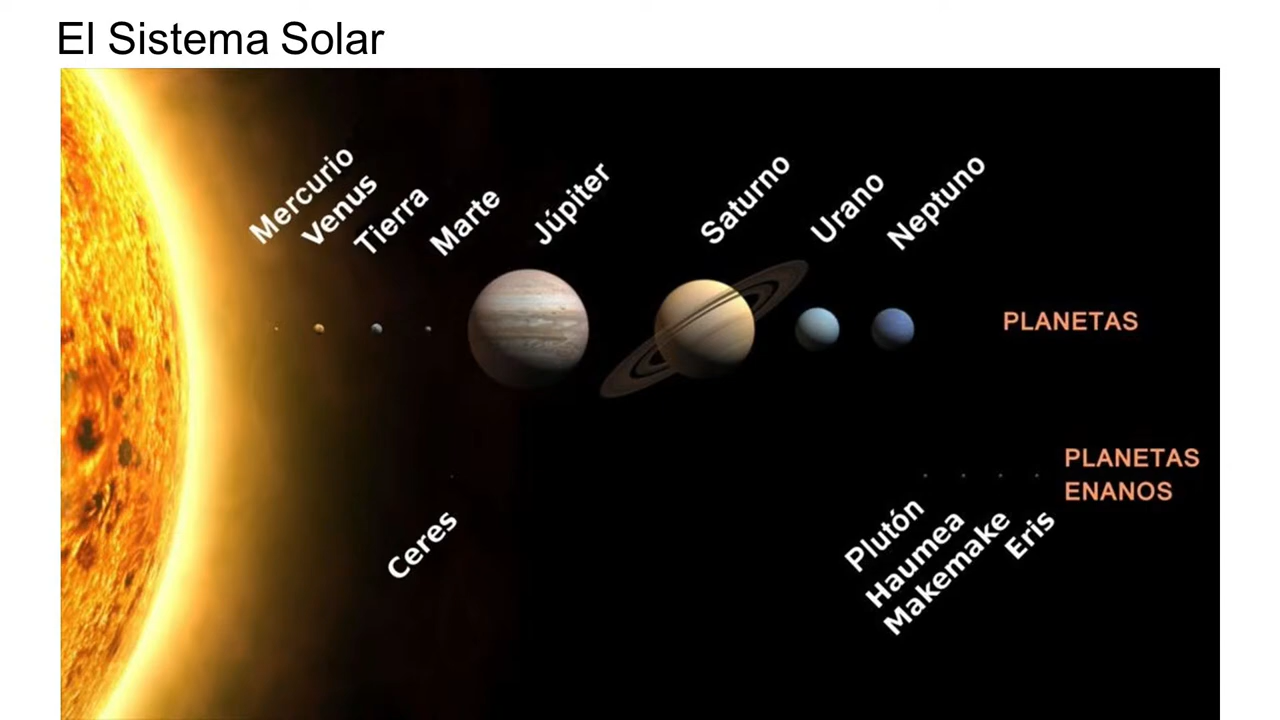 El Sistema Solar
Mercurio
Venus
Tierra
Marte
Júpiter
Saturno
Urano
Neptuno
PLANETAS
Ceres
Plutón
Haumea
Makemake
Eris
PLANETAS
ENANOS